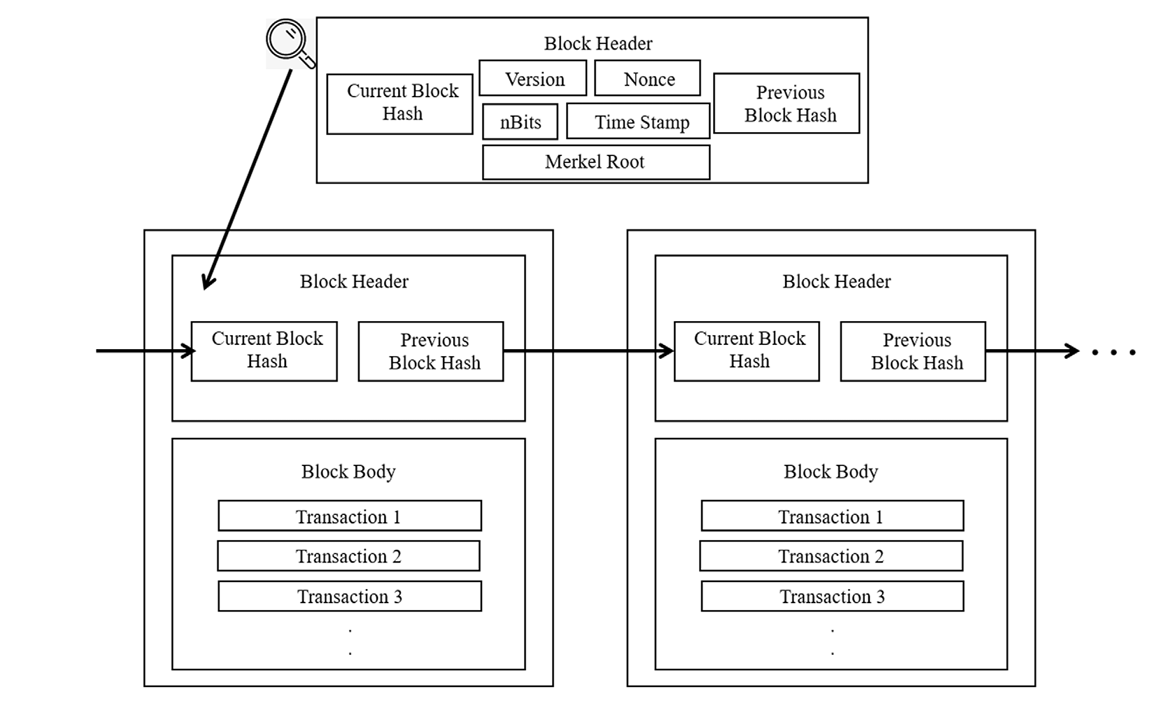 Block Header
Current Block
Hash
Version
Nonce
nBits
Time Stamp
Merkel Root
Previous
Block Hash
Block Header
Current Block
Hash
Previous
Block Hash
Block Body
Transaction 1
Transaction 2
Transaction 3
.
.
Block Header
Current Block
Hash
Previous
Block Hash
. . .
Block Body
Transaction 1
Transaction 2
Transaction 3
.
.